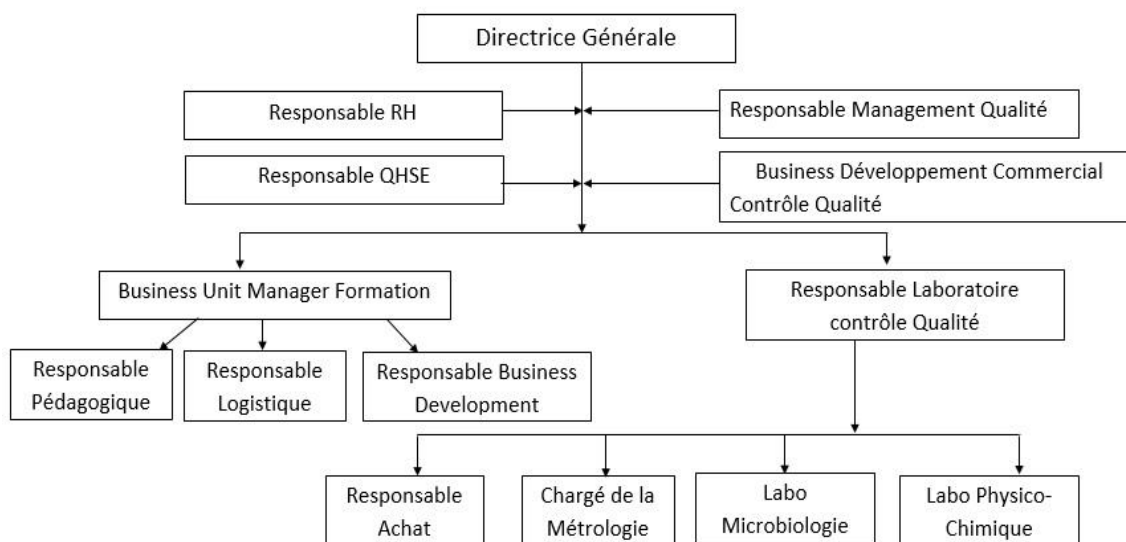 Directrice Générale
Responsable RH
Responsable Management Qualité
Responsable QHSE
Business Développement Commercial
Contrôle Qualité
Business Unit Manager Formation
Responsable Laboratoire
contrôle Qualité
Responsable
Pédagogique
Responsable
Logistique
Responsable Business
Development
Responsable
Achat
Chargé de la
Métrologie
Labo
Microbiologie
Labo Physico-
Chimique